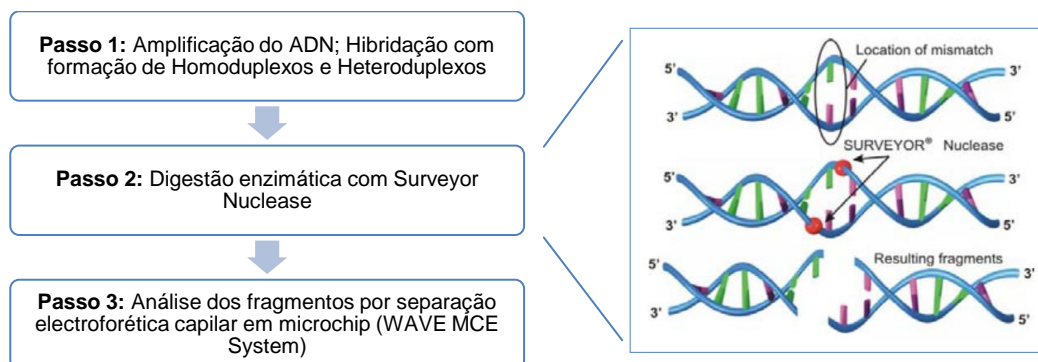 Passo 1: Amplificação do ADN; Hibridação com
formação de Homoduplexos e Heteroduplexos
Passo 2: Digestão enzimática com Surveyor
Nuclease
Passo 3: Análise dos fragmentos por separação
electroforética capilar em microchip (WAVE MCE
System)
Location of mismatch
5’
3’
3’
5’
SURVEYOR® Nuclease
5’
3’
3’
5’
Resulting fragments
5’
3’
3’
5’